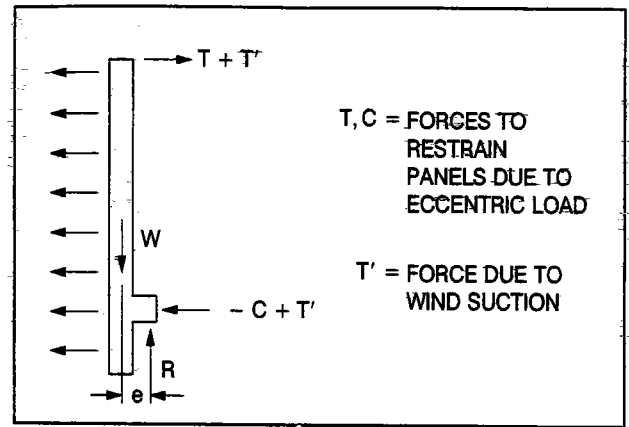 T + T′
T, C = FORCES TO
RESTRAIN
PANELS DUE TO
ECCENTRIC LOAD
W
T′ = FORCE DUE TO
WIND SUCTION
– C + T′
R
e